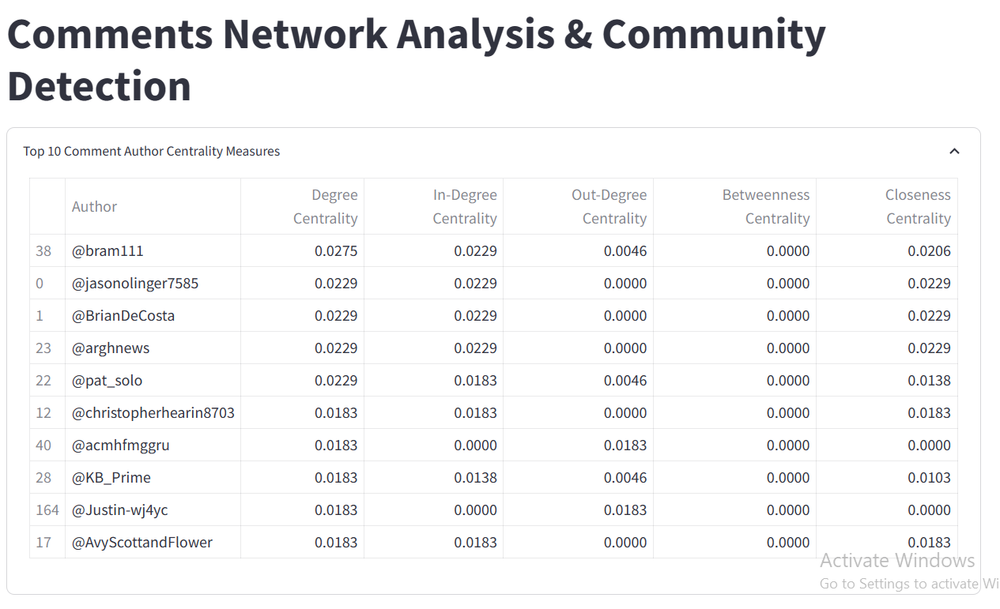 Comments Network Analysis & Community
Detection
Top 10 Comment Author Centrality Measures
Author Degree Centrality In-Degree Centrality Out-Degree Centrality Betweenness Centrality Closeness Centrality
38 @bram111 0.0275 0.0229 0.0046 0.0000 0.0206
0 @jasonolinger7585 0.0229 0.0229 0.0000 0.0000 0.0229
1 @BrianDeCosta 0.0229 0.0229 0.0000 0.0000 0.0229
23 @arghnews 0.0229 0.0229 0.0000 0.0000 0.0229
22 @pat_solo 0.0229 0.0183 0.0046 0.0000 0.0138
12 @christopherhearin8703 0.0183 0.0183 0.0000 0.0000 0.0183
40 @acmhfmggru 0.0183 0.0000 0.0183 0.0000 0.0000
28 @KB_Prime 0.0183 0.0138 0.0046 0.0000 0.0103
164 @Justin-wj4yc 0.0183 0.0000 0.0183 0.0000 0.0000
17 @AvyScottandFlower 0.0183 0.0183 0.0000 0.0000 0.0183
Activate Windows
Go to Settings to activate Wi